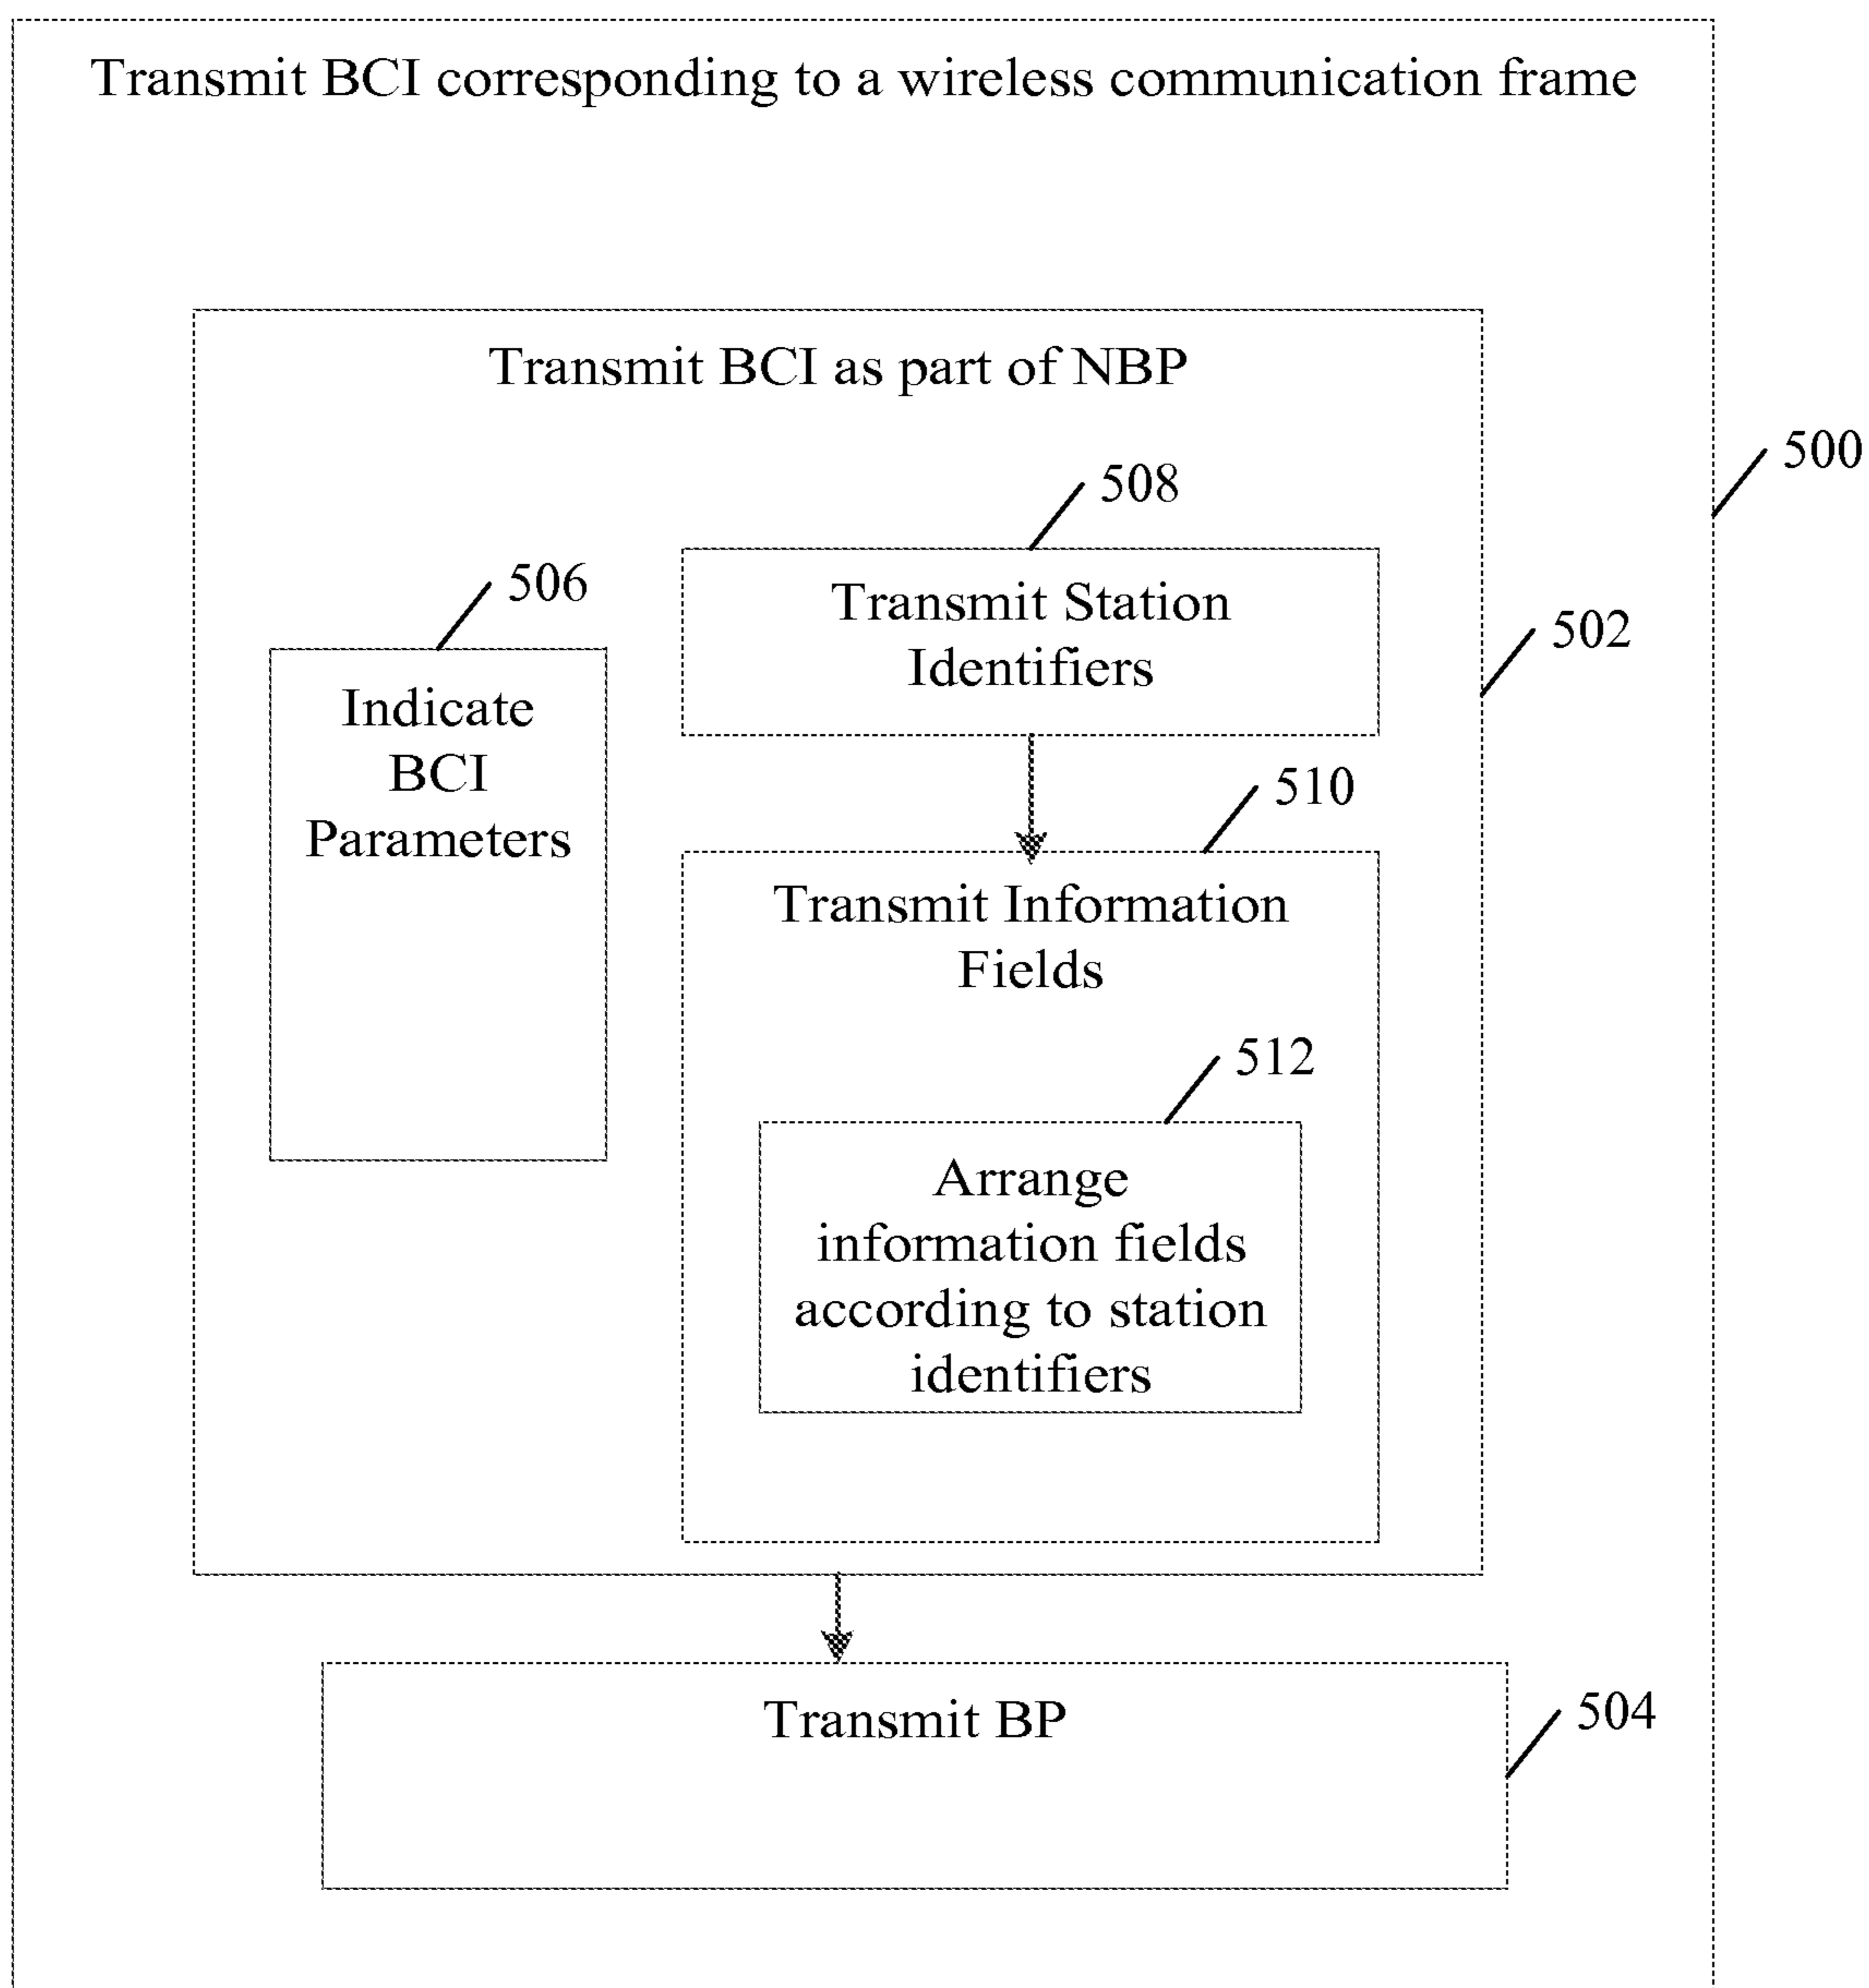 Transmit BCI corresponding to a wireless communication frame
Transmit BCI as part of NBP
500
508
506
Transmit Station
Identifiers
502
Indicate
BCI
Parameters
510
Transmit Information
Fields
512
Arrange
information fields
according to station
identifiers
Transmit BP
504